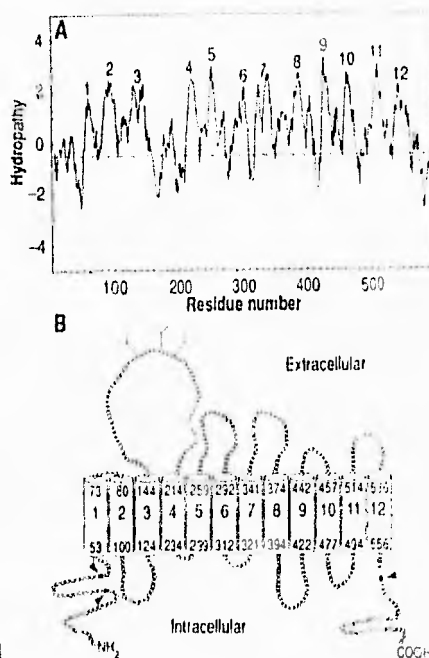 A
4
2
0
-2
-4
Hydropathy
1 2 3 4 5 6 7 8 9 10 11 12
100 200 300 400 500
Residue number
B
Extracellular
73 80 144 214 259 292 341 374 442 457 514
1 2 3 4 5 6 7 8 9 10 11 12
53 100 124 234 312 321 394 422 477 494 556
Intracellular
NH2
COOH